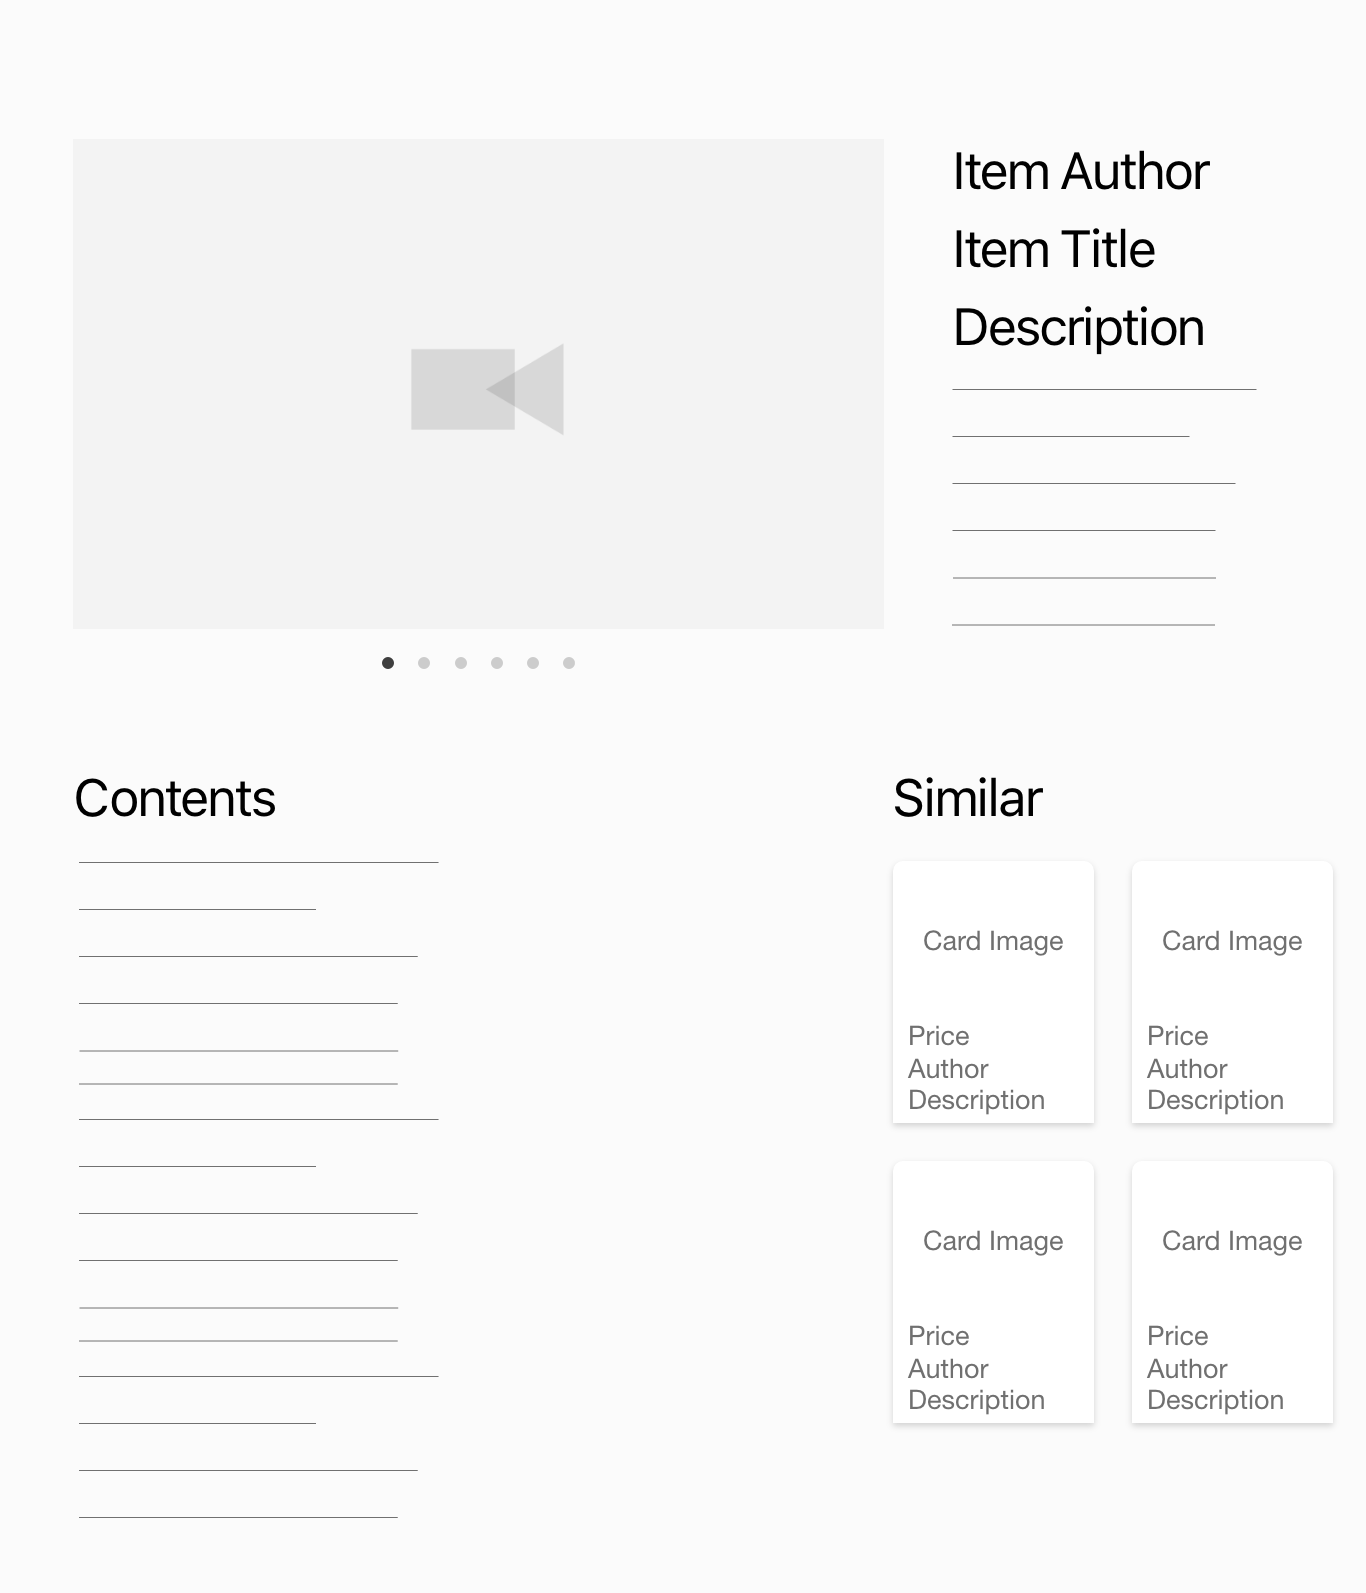 Item Author
Item Title
Description
Contents
Similar
Card Image
Price
Author
Description
Card Image
Price
Author
Description
Card Image
Price
Author
Description
Card Image
Price
Author
Description